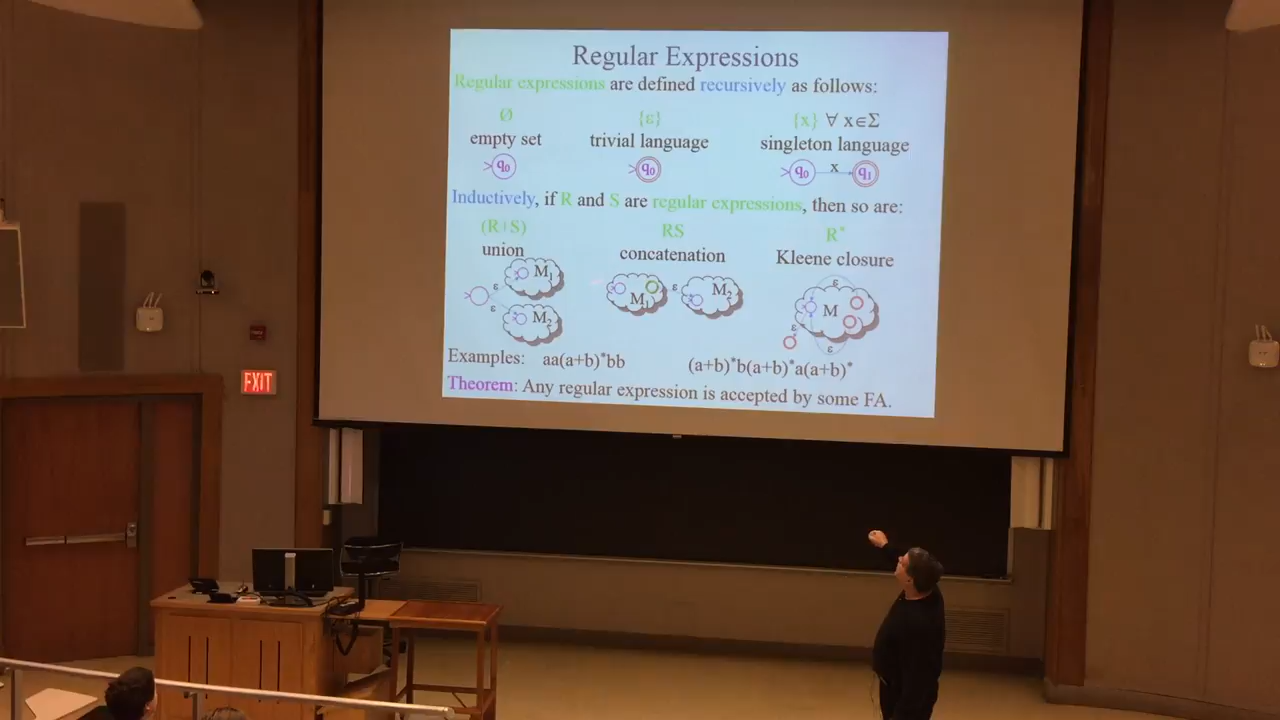 Regular Expressions
Regular expressions are defined recursively as follows:
Ø {ε} {x} ∀ x∈Σ
empty set trivial language singleton language
>q₀ >q₀ >q₀ x q₁
Inductively, if R and S are regular expressions, then so are:
(R+S) RS R*
union concatenation Kleene closure
ε M₁ ε M₂
M₁ ε M₂
ε M ε ε
Examples: aa(a+b)*bb (a+b)*b(a+b)*a(a+b)*
Theorem: Any regular expression is accepted by some FA.
EXIT